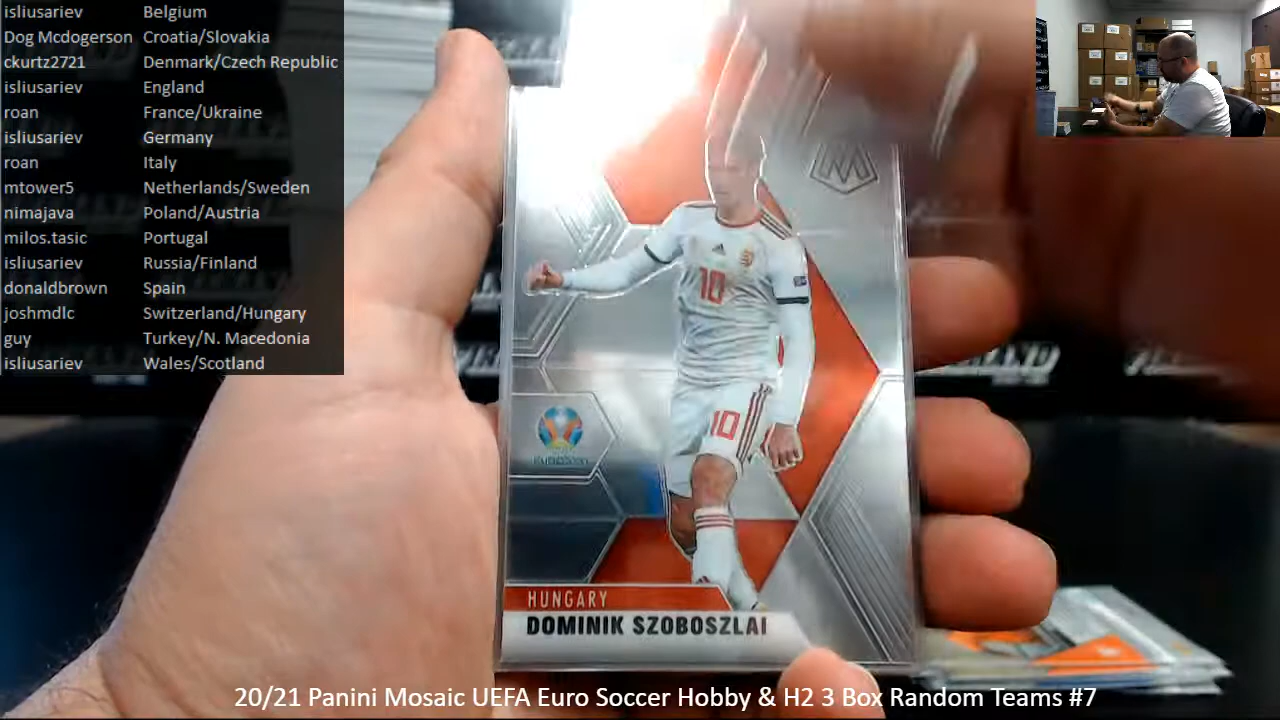 isliusariev Belgium
Dog Mcdogerson Croatia/Slovakia
ckurtz2721 Denmark/Czech Republic
isliusariev England
roan France/Ukraine
isliusariev Germany
roan Italy
mtower5 Netherlands/Sweden
nimajava Poland/Austria
milos.tasic Portugal
isliusariev Russia/Finland
donaldbrown Spain
joshmdlc Switzerland/Hungary
guy Turkey/N. Macedonia
isliusariev Wales/Scotland
10
10
HUNGARY
DOMINIK SZOBOSZLAI
20/21 Panini Mosaic UEFA Euro Soccer Hobby & H2 3 Box Random Teams #7